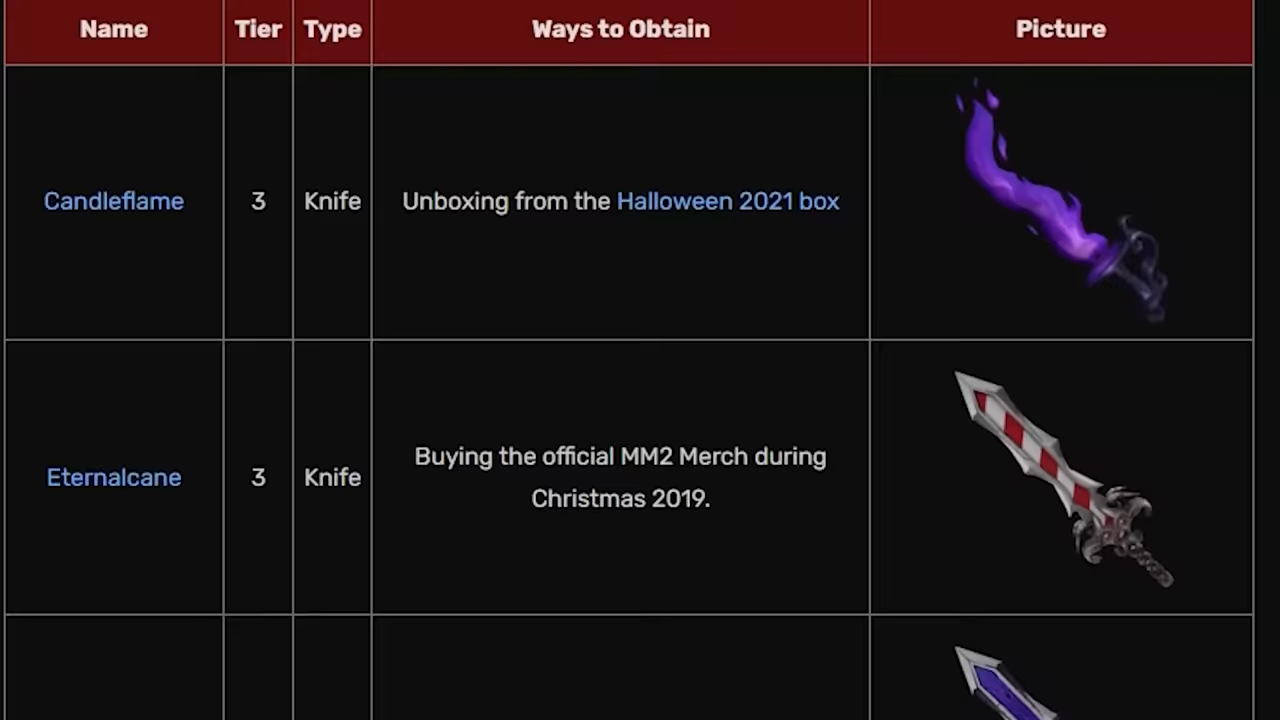 Name Tier Type Ways to Obtain Picture
Candleflame 3 Knife Unboxing from the Halloween 2021 box
Eternalcane 3 Knife Buying the official MM2 Merch during
Christmas 2019.